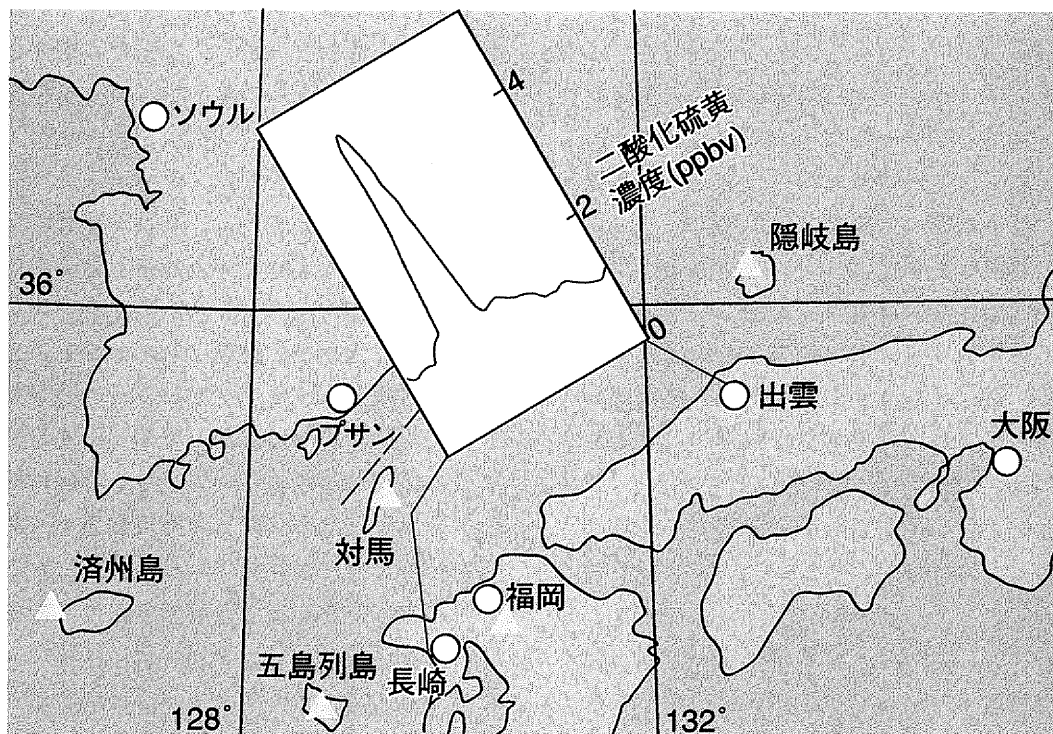 ソウル
4
二酸化硫黄
濃度(ppbv)
2
隠岐島
36°
0
出雲
プサン
大阪
対馬
済州島
福岡
五島列島
長崎
128°
132°